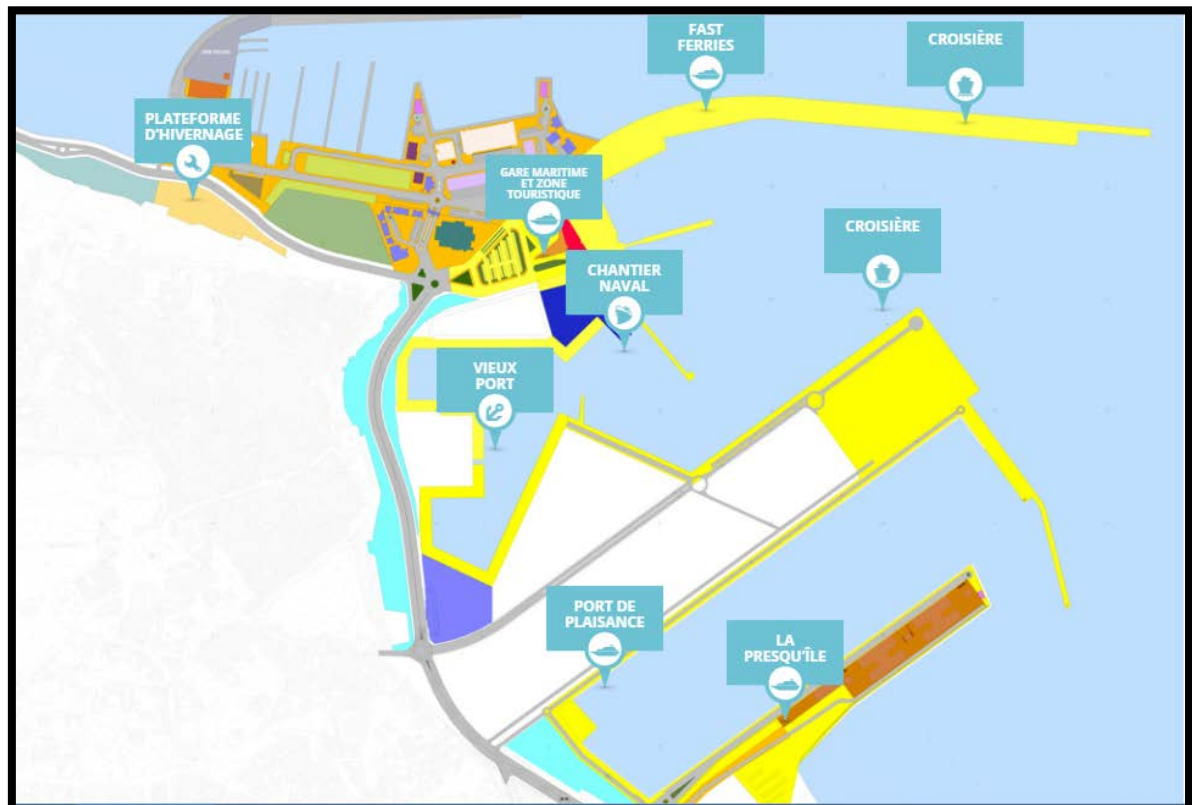 FAST
FERRIES
CROISIÈRE
PLATEFORME
D'HIVERNAGE
GARE MARITIME
ET ZONE
TOURISTIQUE
CROISIÈRE
CHANTIER
NAVAL
VIEUX
PORT
PORT DE
PLAISANCE
LA
PRESQU'ÎLE